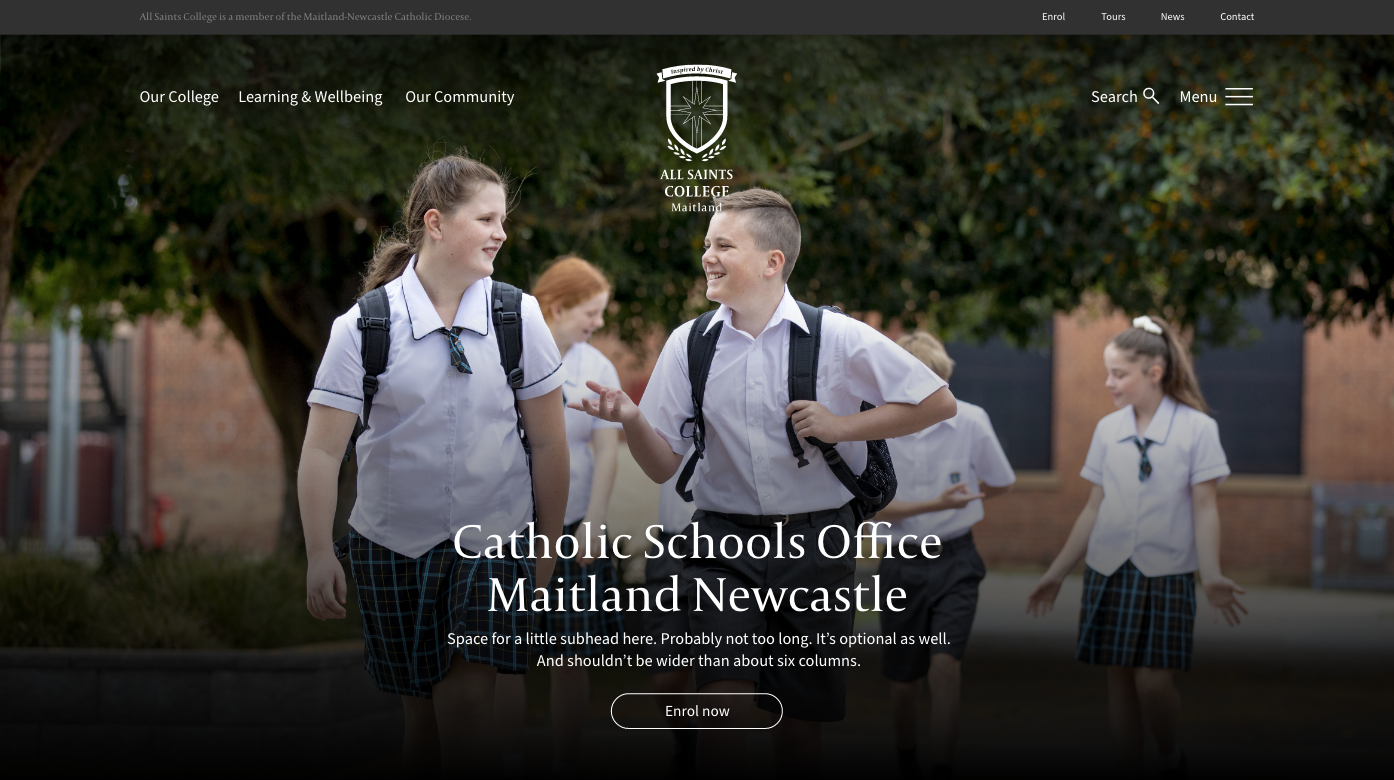 All Saints College is a member of the Maitland-Newcastle Catholic Diocese.
Enrol
Tours
News
Contact
Our College
Learning & Wellbeing
Our Community
Inspired by Christ
ALL SAINTS
COLLEGE
Maitland
Search
Menu
Catholic Schools Office
Maitland Newcastle
Space for a little subhead here. Probably not too long. It’s optional as well.
And shouldn’t be wider than about six columns.
Enrol now